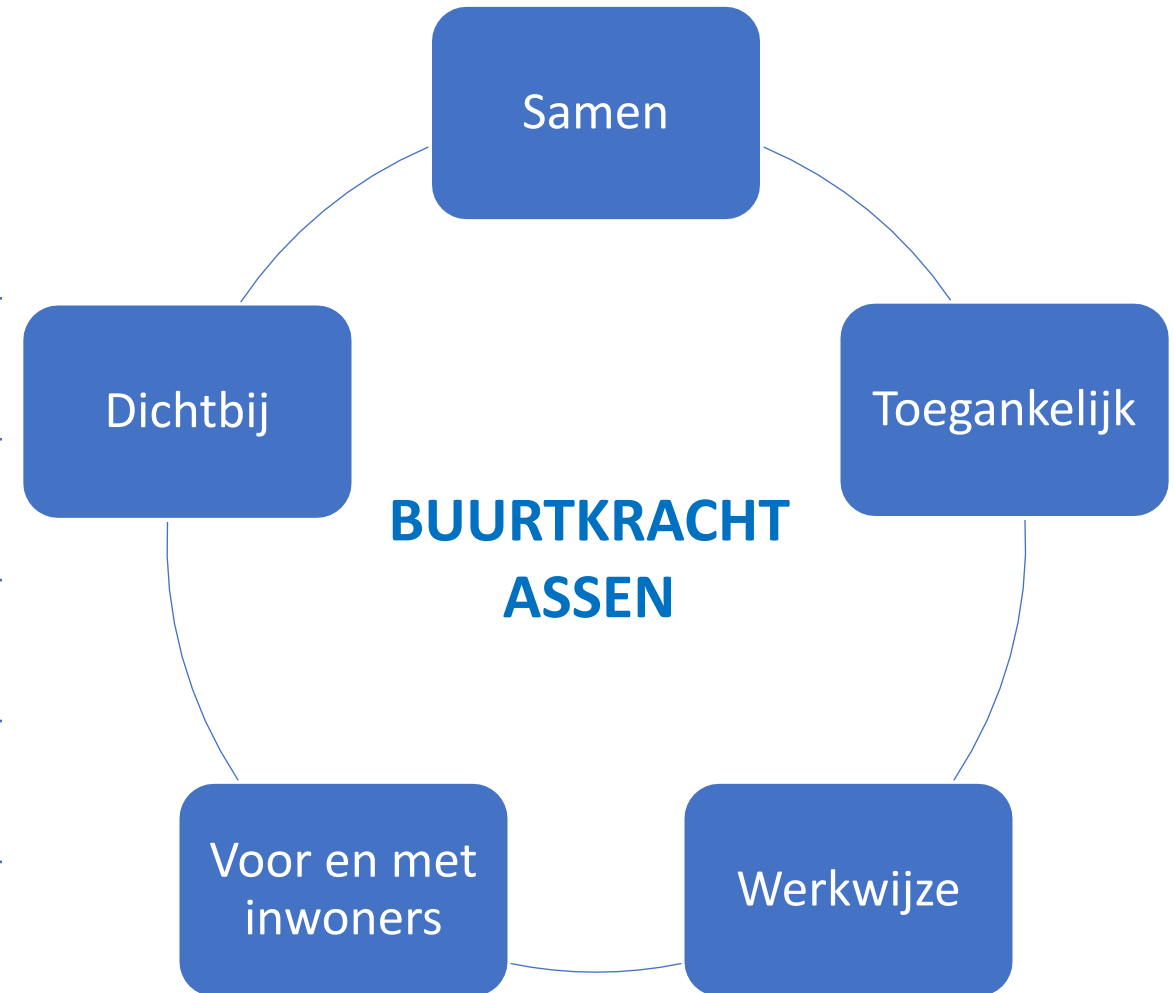 Samen
Dichtbij
Toegankelijk
BUURTKRACHT
ASSEN
Voor en met
inwoners
Werkwijze